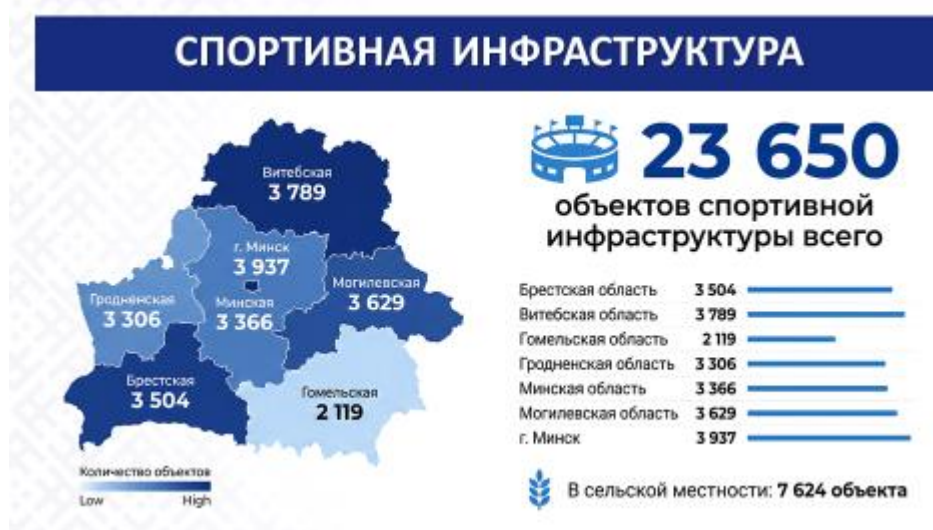 СПОРТИВНАЯ ИНФРАСТРУКТУРА
Витебская
3 789
г. Минск
3 937
Могилевская
3 629
Гродненская
3 306
Минская
3 366
Брестская
3 504
Гомельская
2 119
Количество объектов
Low High
23 650
объектов спортивной
инфраструктуры всего
Брестская область 3 504
Витебская область 3 789
Гомельская область 2 119
Гродненская область 3 306
Минская область 3 366
Могилевская область 3 629
г. Минск 3 937
В сельской местности: 7 624 объекта